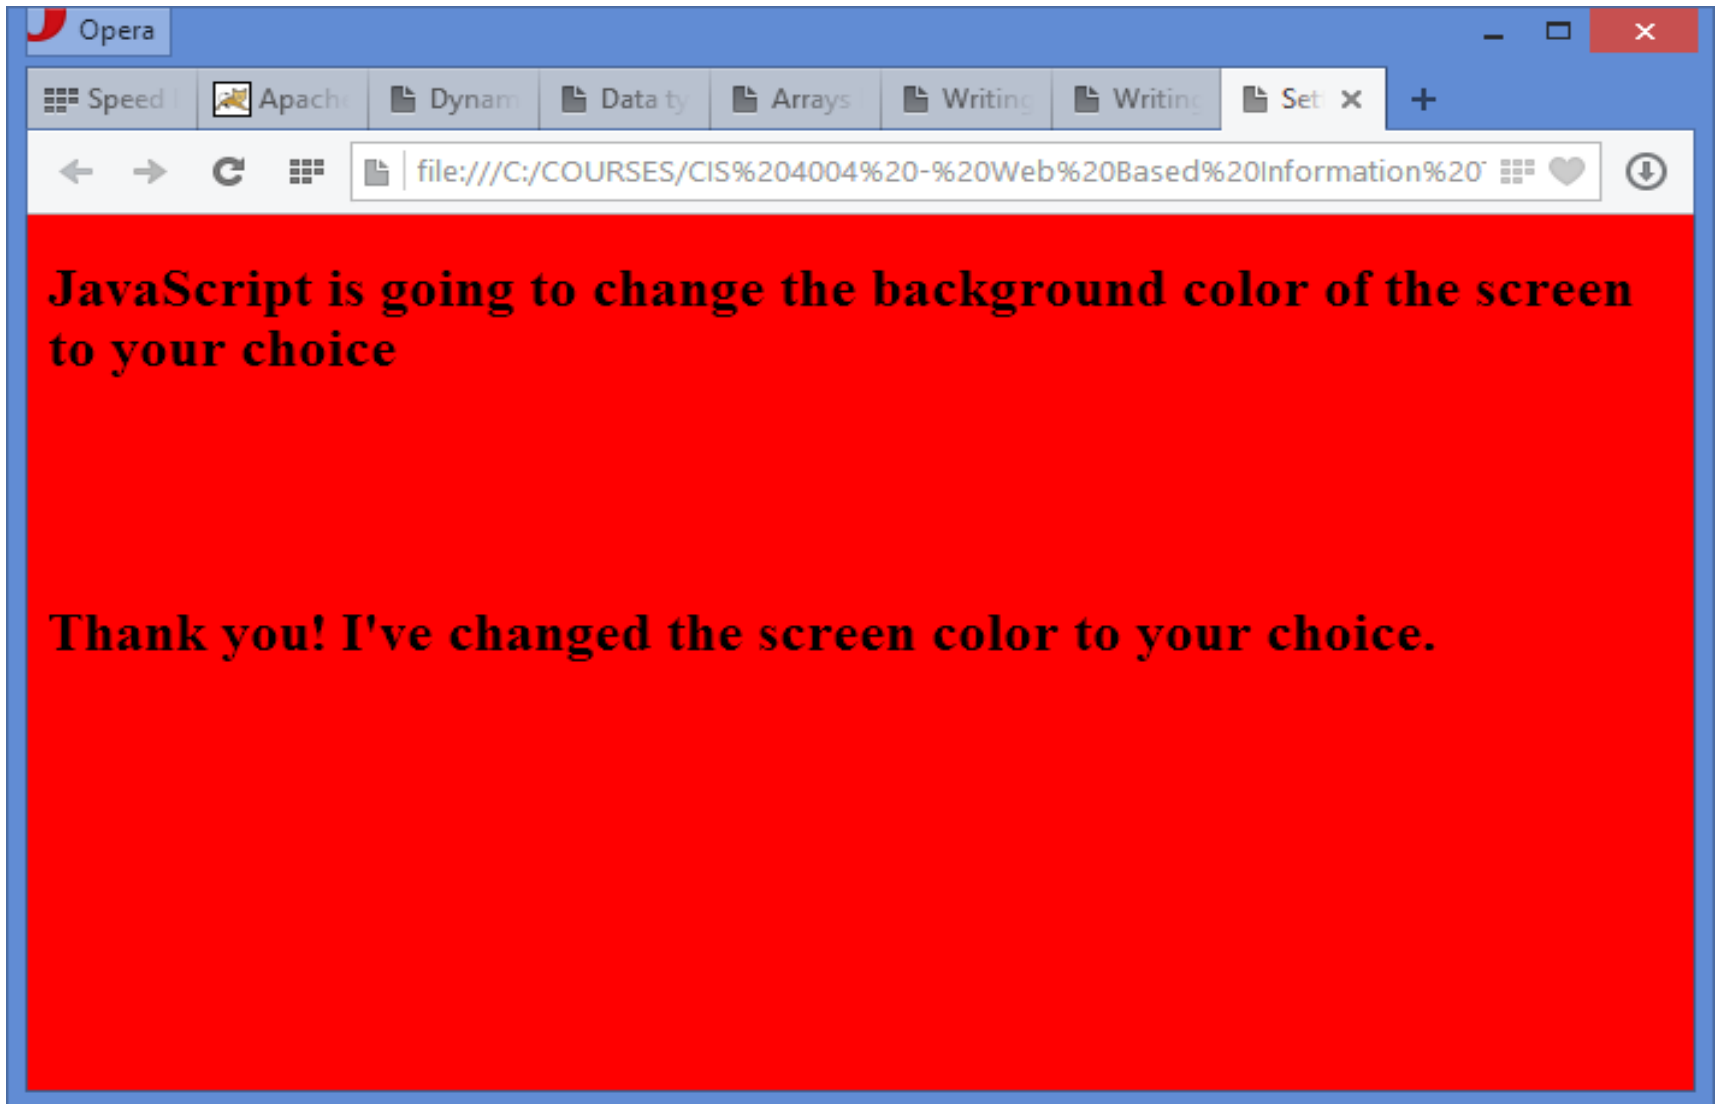 Opera
Speed Apache Dynam Data ty Arrays Writing Writing Set
file:///C:/COURSES/CIS%204004%20-%20Web%20Based%20Information%20
JavaScript is going to change the background color of the screen
to your choice
Thank you! I've changed the screen color to your choice.